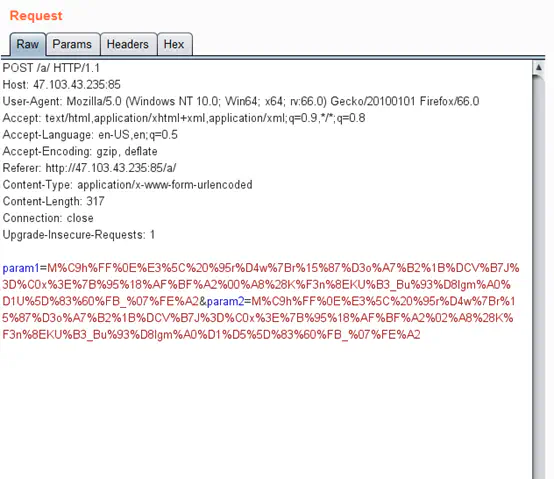 Request
Raw Params Headers Hex
POST /a/ HTTP/1.1
Host: 47.103.43.235:85
User-Agent: Mozilla/5.0 (Windows NT 10.0; Win64; x64; rv:66.0) Gecko/20100101 Firefox/66.0
Accept: text/html,application/xhtml+xml,application/xml;q=0.9,*/*;q=0.8
Accept-Language: en-US,en;q=0.5
Accept-Encoding: gzip, deflate
Referer: http://47.103.43.235:85/a/
Content-Type: application/x-www-form-urlencoded
Content-Length: 317
Connection: close
Upgrade-Insecure-Requests: 1
param1=M%C9h%FF%0E%E3%5C%20%95r%D4w%7Br%15%87%D3o%A7%B2%1B%DCV%B7J%
3D%C0x%3E%7B%95%18%AF%BF%A2%00%A8%28K%F3n%8EKU%B3_Bu%93%D8Igm%A0%
D1U%5D%83%60%FB_%07%FE%A2&param2=M%C9h%FF%0E%E3%5C%20%95r%D4w%7Br%1
5%87%D3o%A7%B2%1B%DCV%B7J%3D%C0x%3E%7B%95%18%AF%BF%A2%02%A8%28K%
F3n%8EKU%B3_Bu%93%D8Igm%A0%D1%D5%5D%83%60%FB_%07%FE%A2